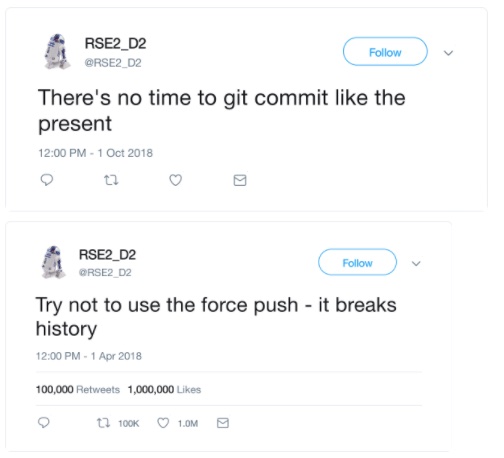 RSE2_D2
Follow
@RSE2_D2
There's no time to git commit like the
present
12:00 PM - 1 Oct 2018
RSE2_D2
Follow
@RSE2_D2
Try not to use the force push - it breaks
history
12:00 PM - 1 Apr 2018
100,000 Retweets 1,000,000 Likes
100K 1.0M